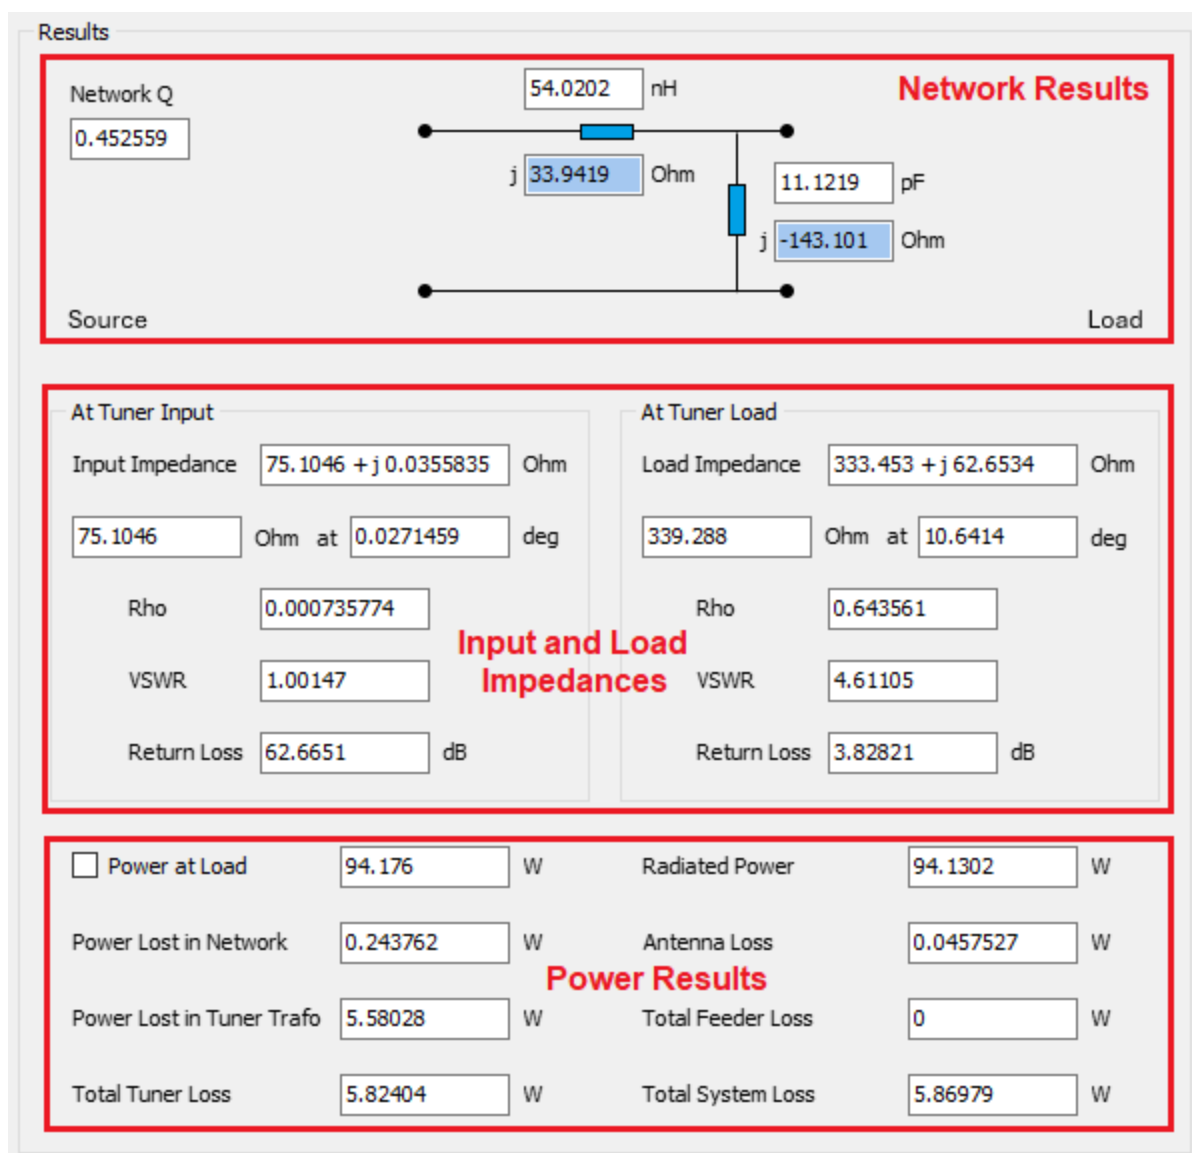 Results
Network Results
Network Q
0.452559
54.0202 nH
j 33.9419 Ohm
11.1219 pF
j -143.101 Ohm
Source
Load
At Tuner Input
Input Impedance 75.1046 + j 0.0355835 Ohm
75.1046 Ohm at 0.0271459 deg
Rho 0.000735774
VSWR 1.00147
Return Loss 62.6651 dB
Input and Load
Impedances
At Tuner Load
Load Impedance 333.453 + j 62.6534 Ohm
339.288 Ohm at 10.6414 deg
Rho 0.643561
VSWR 4.61105
Return Loss 3.82821 dB
Power at Load 94.176 W
Radiated Power 94.1302 W
Power Lost in Network 0.243762 W
Antenna Loss 0.0457527 W
Power Results
Power Lost in Tuner Trafo 5.58028 W
Total Feeder Loss 0 W
Total Tuner Loss 5.82404 W
Total System Loss 5.86979 W